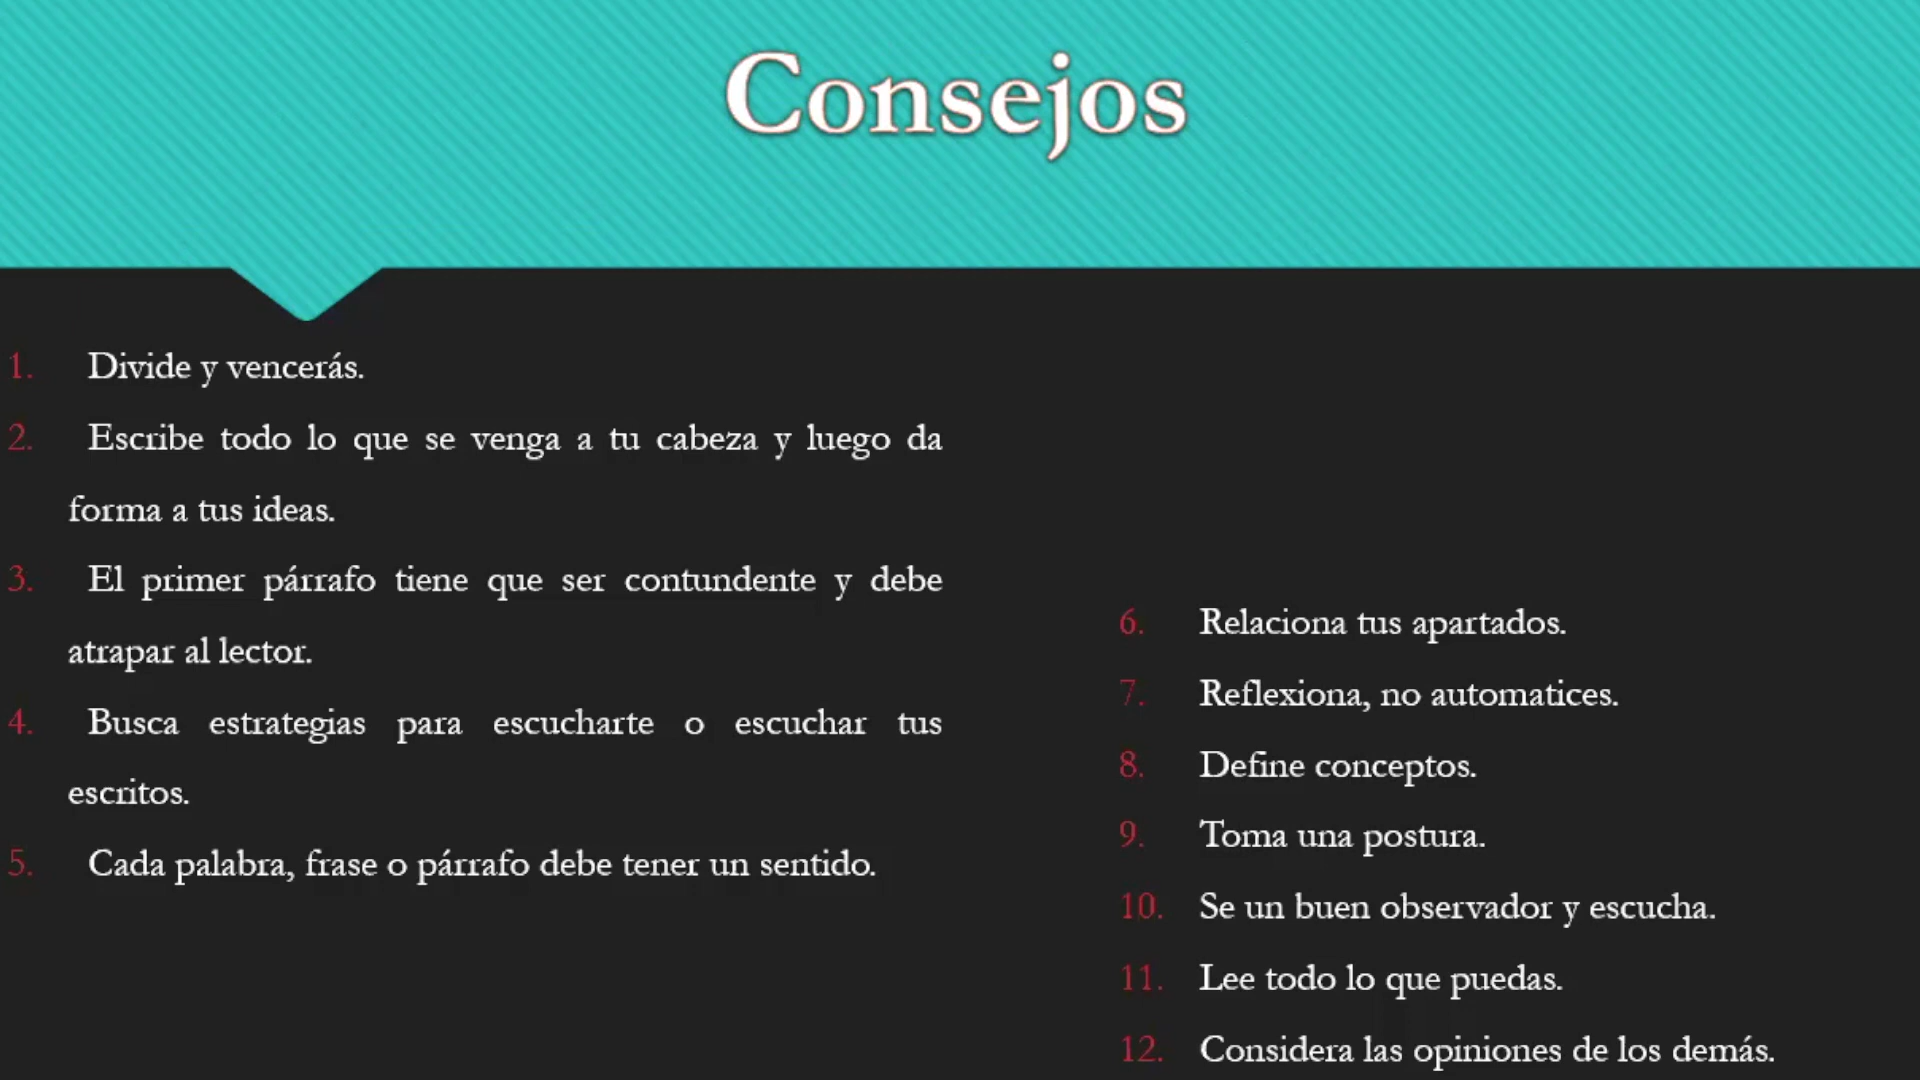 Consejos
1. Divide y vencerás.
2. Escribe todo lo que se venga a tu cabeza y luego da
forma a tus ideas.
3. El primer párrafo tiene que ser contundente y debe
atrapar al lector.
4. Busca estrategias para escucharte o escuchar tus
escritos.
5. Cada palabra, frase o párrafo debe tener un sentido.
6. Relaciona tus apartados.
7. Reflexiona, no automatices.
8. Define conceptos.
9. Toma una postura.
10. Se un buen observador y escucha.
11. Lee todo lo que puedas.
12. Considera las opiniones de los demás.